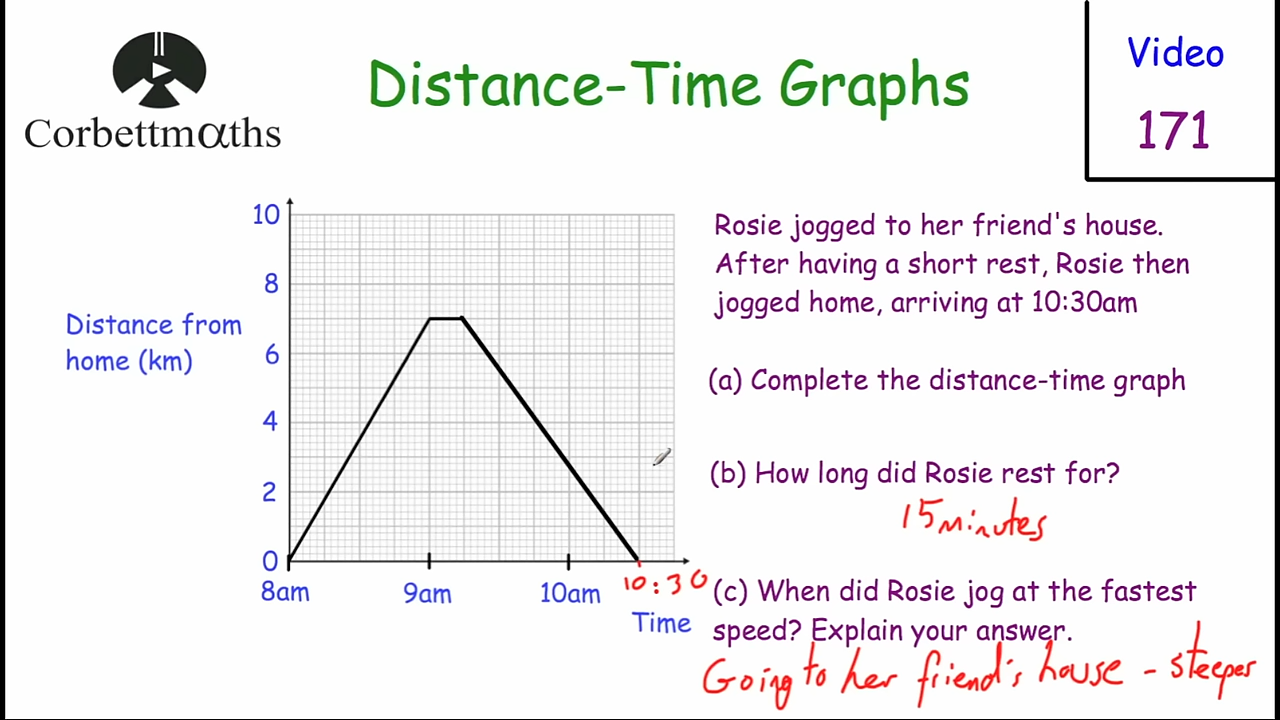 Corbettmαths
Distance-Time Graphs
Video
171
10
8
6
4
2
0
Distance from
home (km)
8am
9am
10am
10:30
Time
Rosie jogged to her friend's house.
After having a short rest, Rosie then
jogged home, arriving at 10:30am
(a) Complete the distance-time graph
(b) How long did Rosie rest for?
15 minutes
(c) When did Rosie jog at the fastest
speed? Explain your answer.
Going to her friend's house - steeper